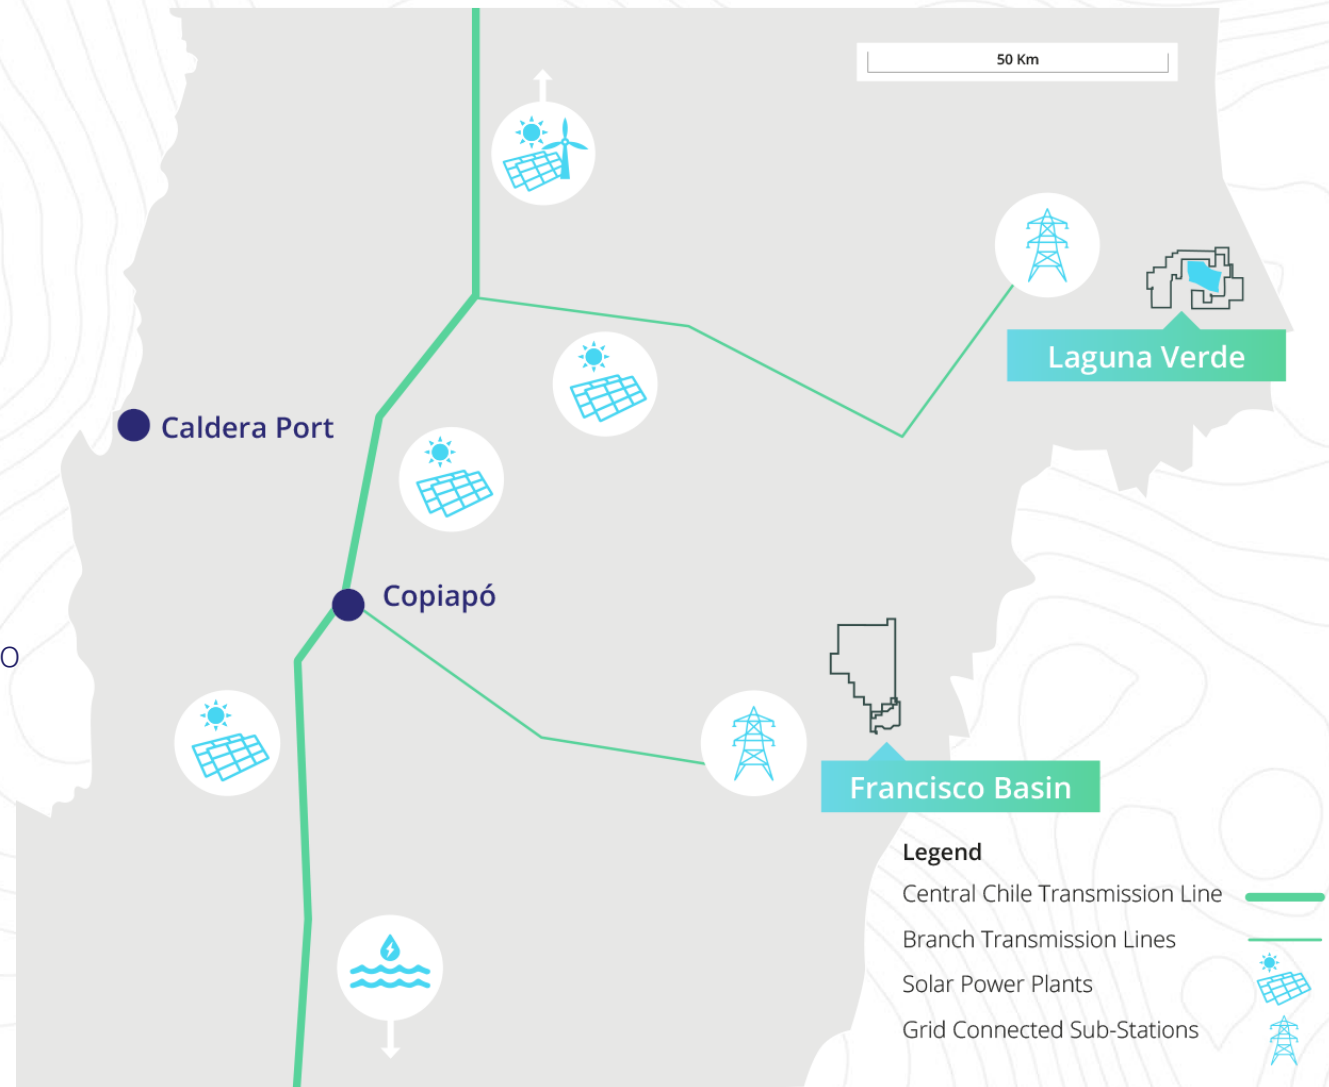 50 Km
Laguna Verde
Caldera Port
Copiapó
o
Francisco Basin
Legend
Central Chile Transmission Line
Branch Transmission Lines
Solar Power Plants
Grid Connected Sub-Stations